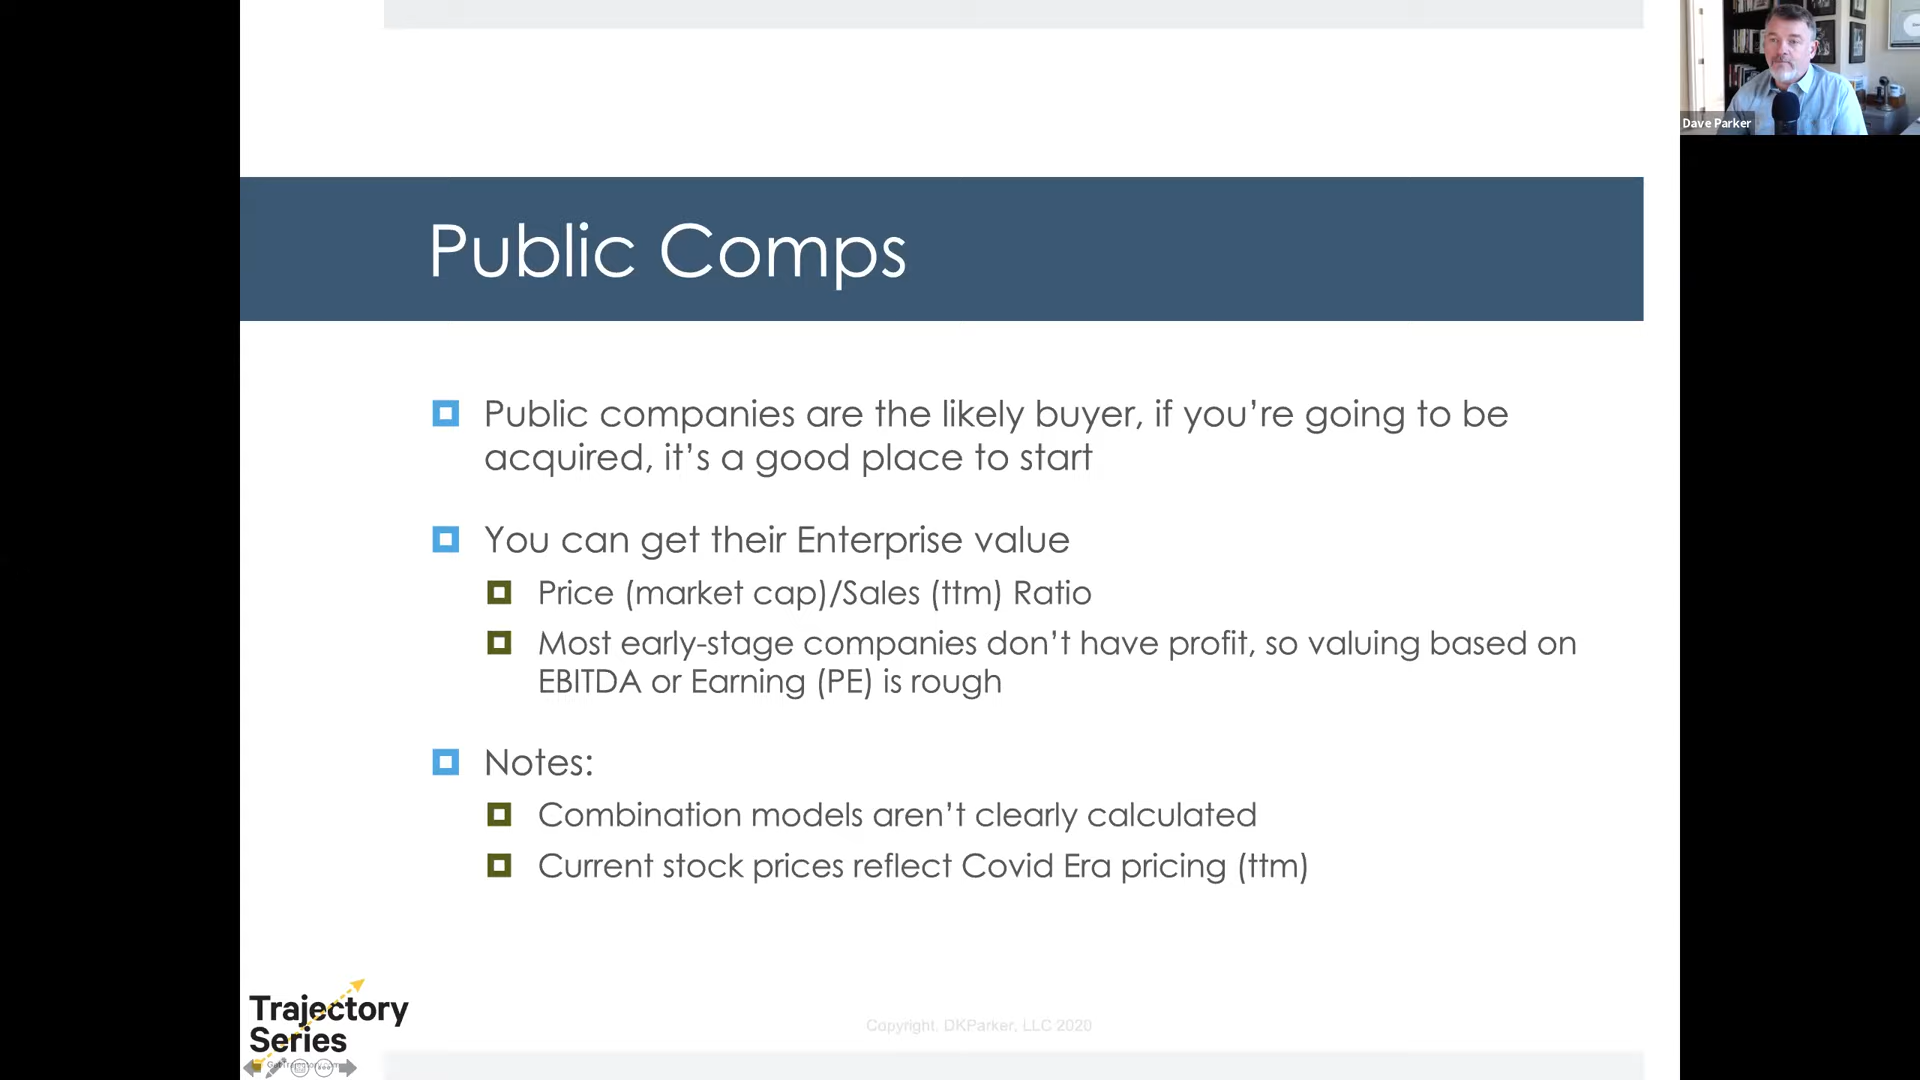 Dave Parker
Public Comps
Public companies are the likely buyer, if you’re going to be
acquired, it’s a good place to start
You can get their Enterprise value
Price (market cap)/Sales (ttm) Ratio
Most early-stage companies don’t have profit, so valuing based on
EBITDA or Earning (PE) is rough
Notes:
Combination models aren’t clearly calculated
Current stock prices reflect Covid Era pricing (ttm)
Trajectory
Series
Copyright, DKParker, LLC 2020